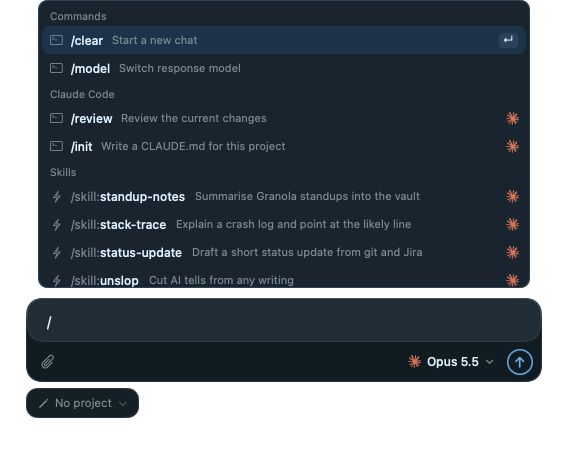 Commands
/clear Start a new chat
/model Switch response model
Claude Code
/review Review the current changes
/init Write a CLAUDE.md for this project
Skills
/skill:standup-notes Summarise Granola standups into the vault
/skill:stack-trace Explain a crash log and point at the likely line
/skill:status-update Draft a short status update from git and Jira
/skill:unslop Cut AI tells from any writing
/
Opus 5.5
No project